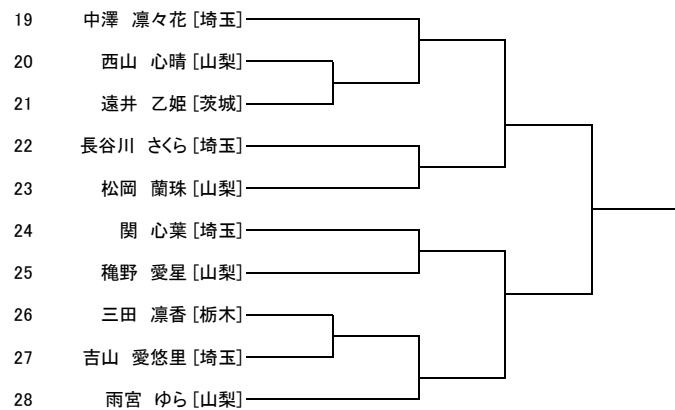 19 中澤 凛々花 [埼玉]
20 西山 心晴 [山梨]
21 遠井 乙姫 [茨城]
22 長谷川 さくら [埼玉]
23 松岡 蘭珠 [山梨]
24 関 心葉 [埼玉]
25 穐野 愛星 [山梨]
26 三田 凛香 [栃木]
27 吉山 愛悠里 [埼玉]
28 雨宮 ゆら [山梨]